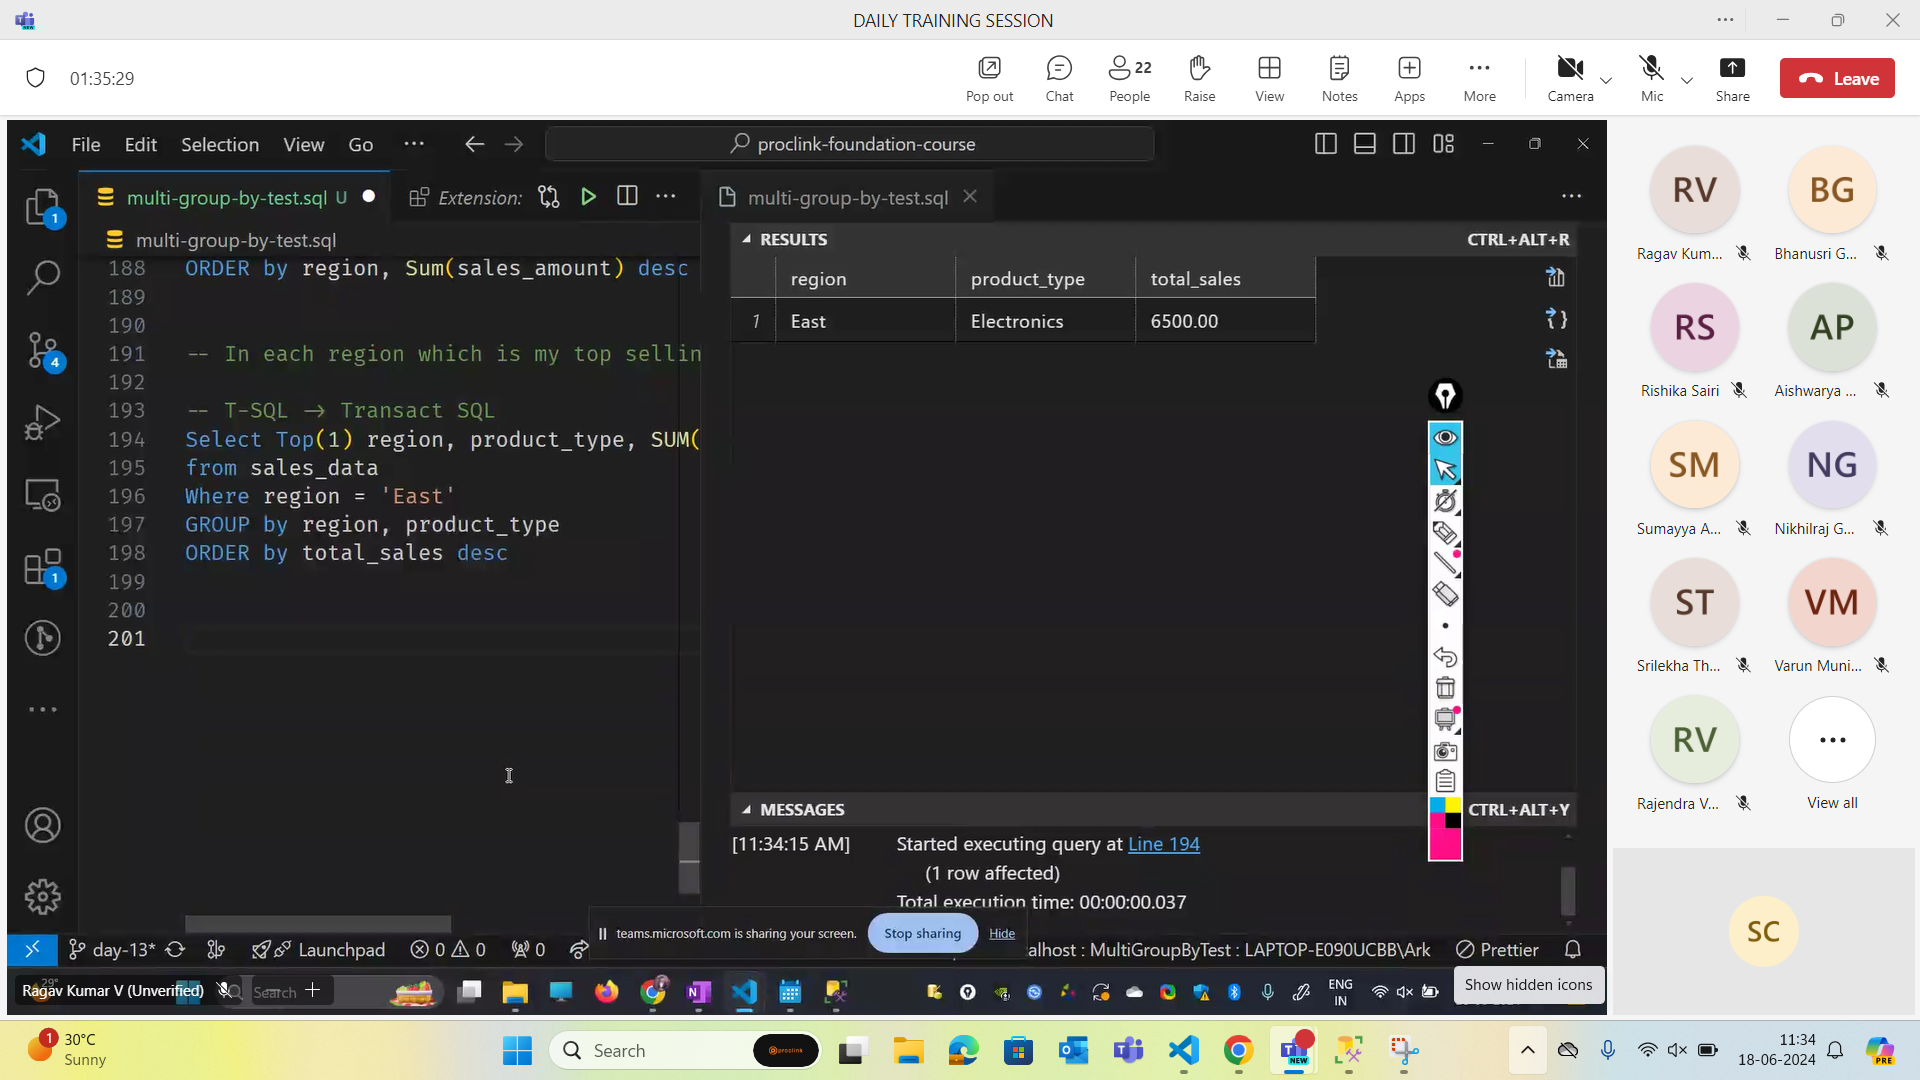 DAILY TRAINING SESSION
01:35:29
Pop out
Chat
22
People
Raise
View
Notes
Apps
More
Camera
Mic
Share
Leave
File Edit Selection View Go
proclink-foundation-course
multi-group-by-test.sql U
Extension:
multi-group-by-test.sql
multi-group-by-test.sql
188 ORDER by region, Sum(sales_amount) desc
189
190
191 -- In each region which is my top sellin
192
193 -- T-SQL → Transact SQL
194 Select Top(1) region, product_type, SUM(
195 from sales_data
196 Where region = 'East'
197 GROUP by region, product_type
198 ORDER by total_sales desc
199
200
201
1
4
1
RESULTS CTRL+ALT+R
region product_type total_sales
1 East Electronics 6500.00
MESSAGES CTRL+ALT+Y
[11:34:15 AM] Started executing query at Line 194
(1 row affected)
Total execution time: 00:00:00.037
teams.microsoft.com is sharing your screen. Stop sharing Hide
day-13* Launchpad 0 0 0
alhost : MultiGroupByTest : LAPTOP-E090UCBB\Ark Prettier
Show hidden icons
Ragav Kumar V (Unverified)
29°
Search
ENG
IN
RV
Ragav Kum...
BG
Bhanusri G...
RS
Rishika Sairi
AP
Aishwarya ...
SM
Sumayya A...
NG
Nikhilraj G...
ST
Srilekha Th...
VM
Varun Muni...
RV
Rajendra V...
View all
SC
1
30°C
Sunny
Search
proclink
NEW
11:34
18-06-2024
PRE